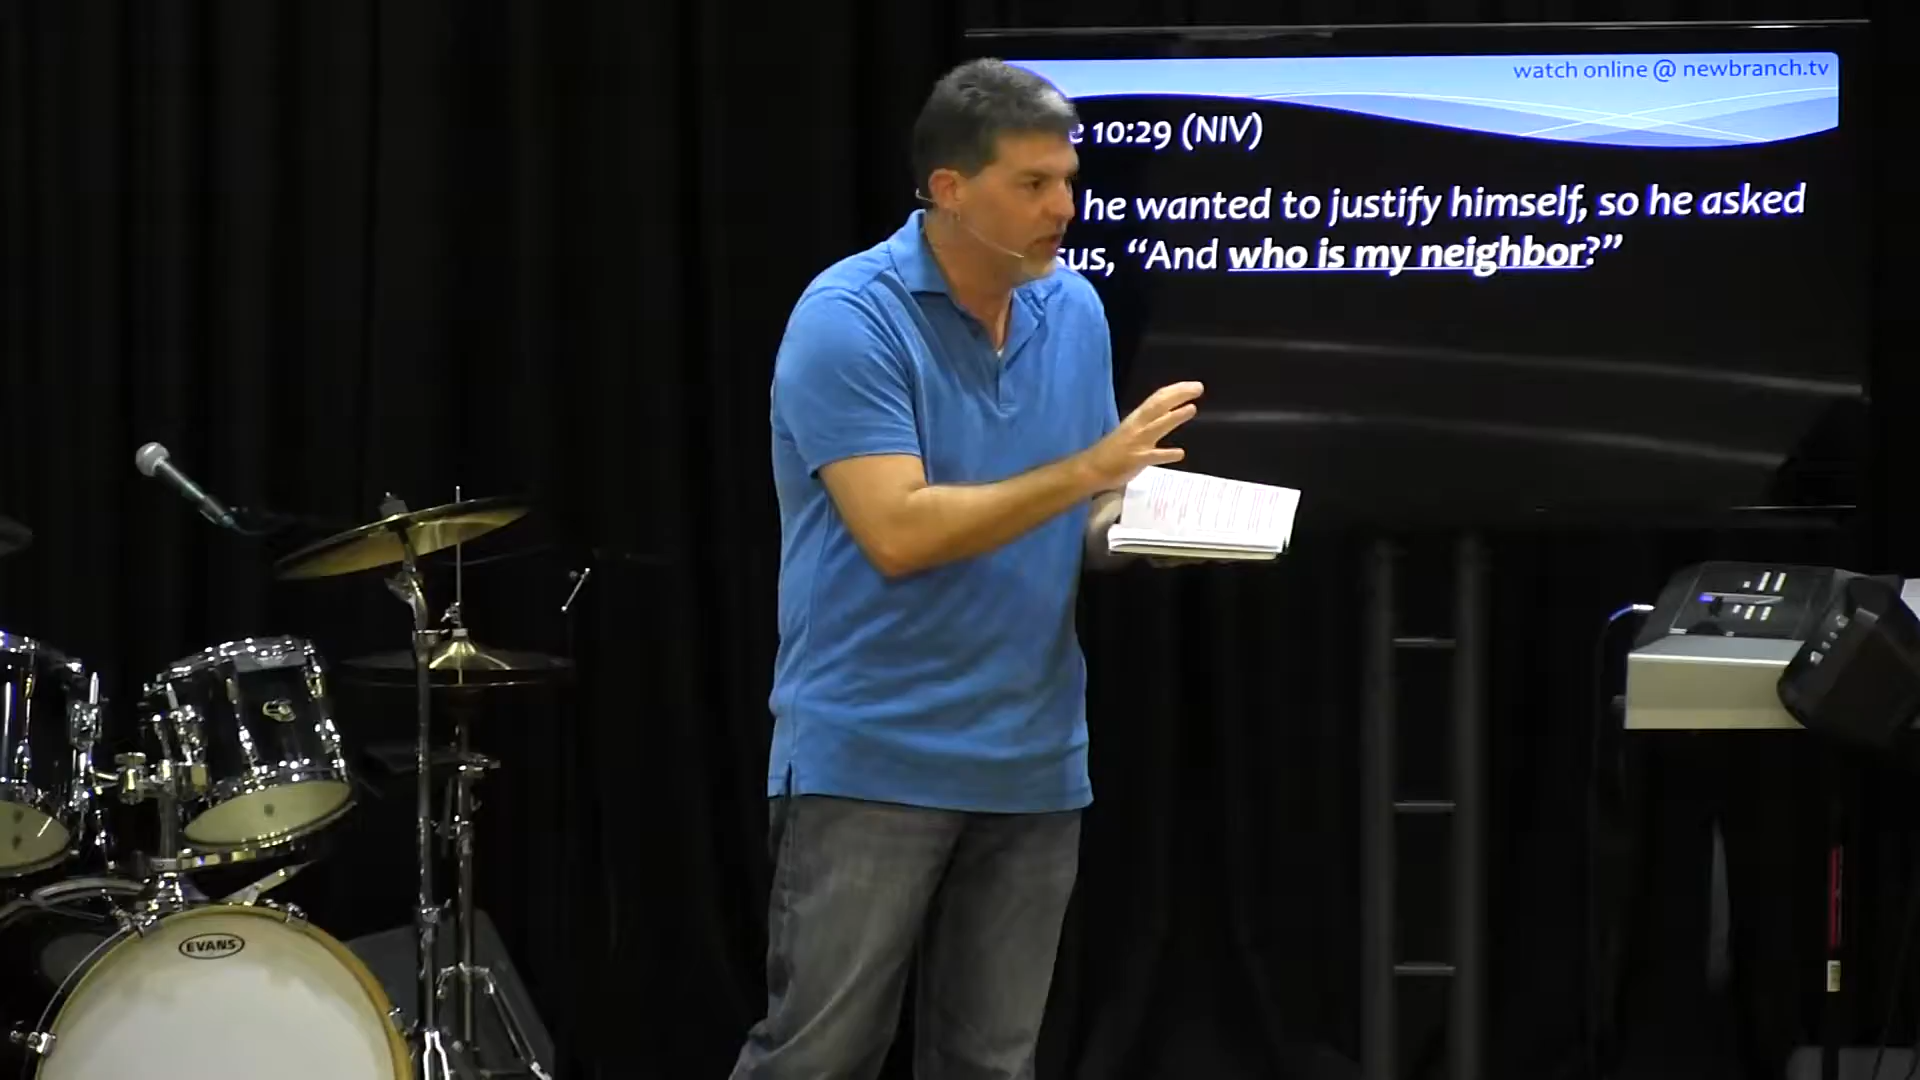 watch online @ newbranch.tv
10:29 (NIV)
he wanted to justify himself, so he asked
“And who is my neighbor?”
EVANS